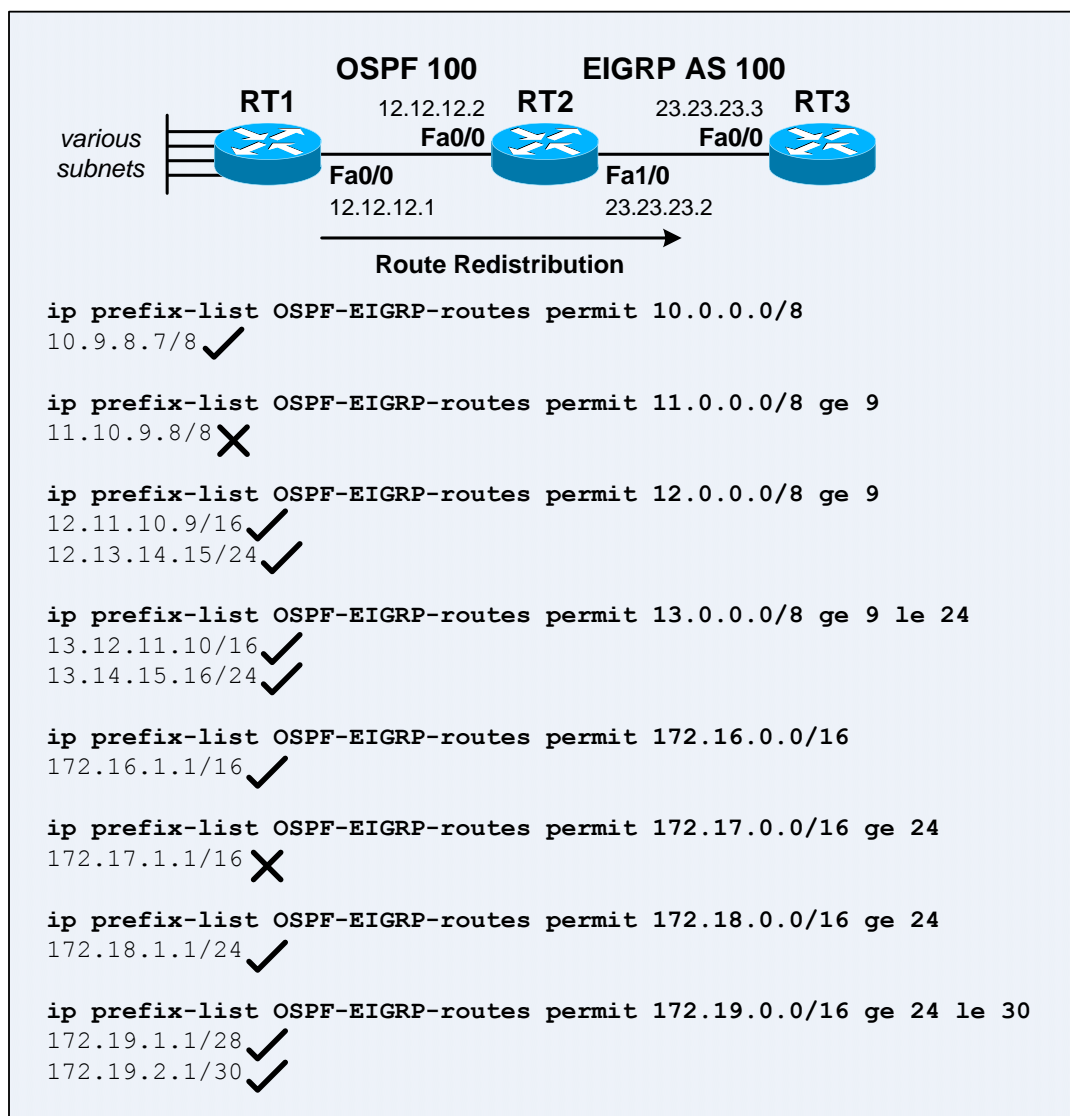 OSPF 100 EIGRP AS 100
RT1 12.12.12.2 RT2 23.23.23.3 RT3
various
subnets
Fa0/0 Fa0/0
Fa0/0 Fa1/0
12.12.12.1 23.23.23.2
Route Redistribution
ip prefix-list OSPF-EIGRP-routes permit 10.0.0.0/8
10.9.8.7/8
ip prefix-list OSPF-EIGRP-routes permit 11.0.0.0/8 ge 9
11.10.9.8/8
ip prefix-list OSPF-EIGRP-routes permit 12.0.0.0/8 ge 9
12.11.10.9/16
12.13.14.15/24
ip prefix-list OSPF-EIGRP-routes permit 13.0.0.0/8 ge 9 le 24
13.12.11.10/16
13.14.15.16/24
ip prefix-list OSPF-EIGRP-routes permit 172.16.0.0/16
172.16.1.1/16
ip prefix-list OSPF-EIGRP-routes permit 172.17.0.0/16 ge 24
172.17.1.1/16
ip prefix-list OSPF-EIGRP-routes permit 172.18.0.0/16 ge 24
172.18.1.1/24
ip prefix-list OSPF-EIGRP-routes permit 172.19.0.0/16 ge 24 le 30
172.19.1.1/28
172.19.2.1/30